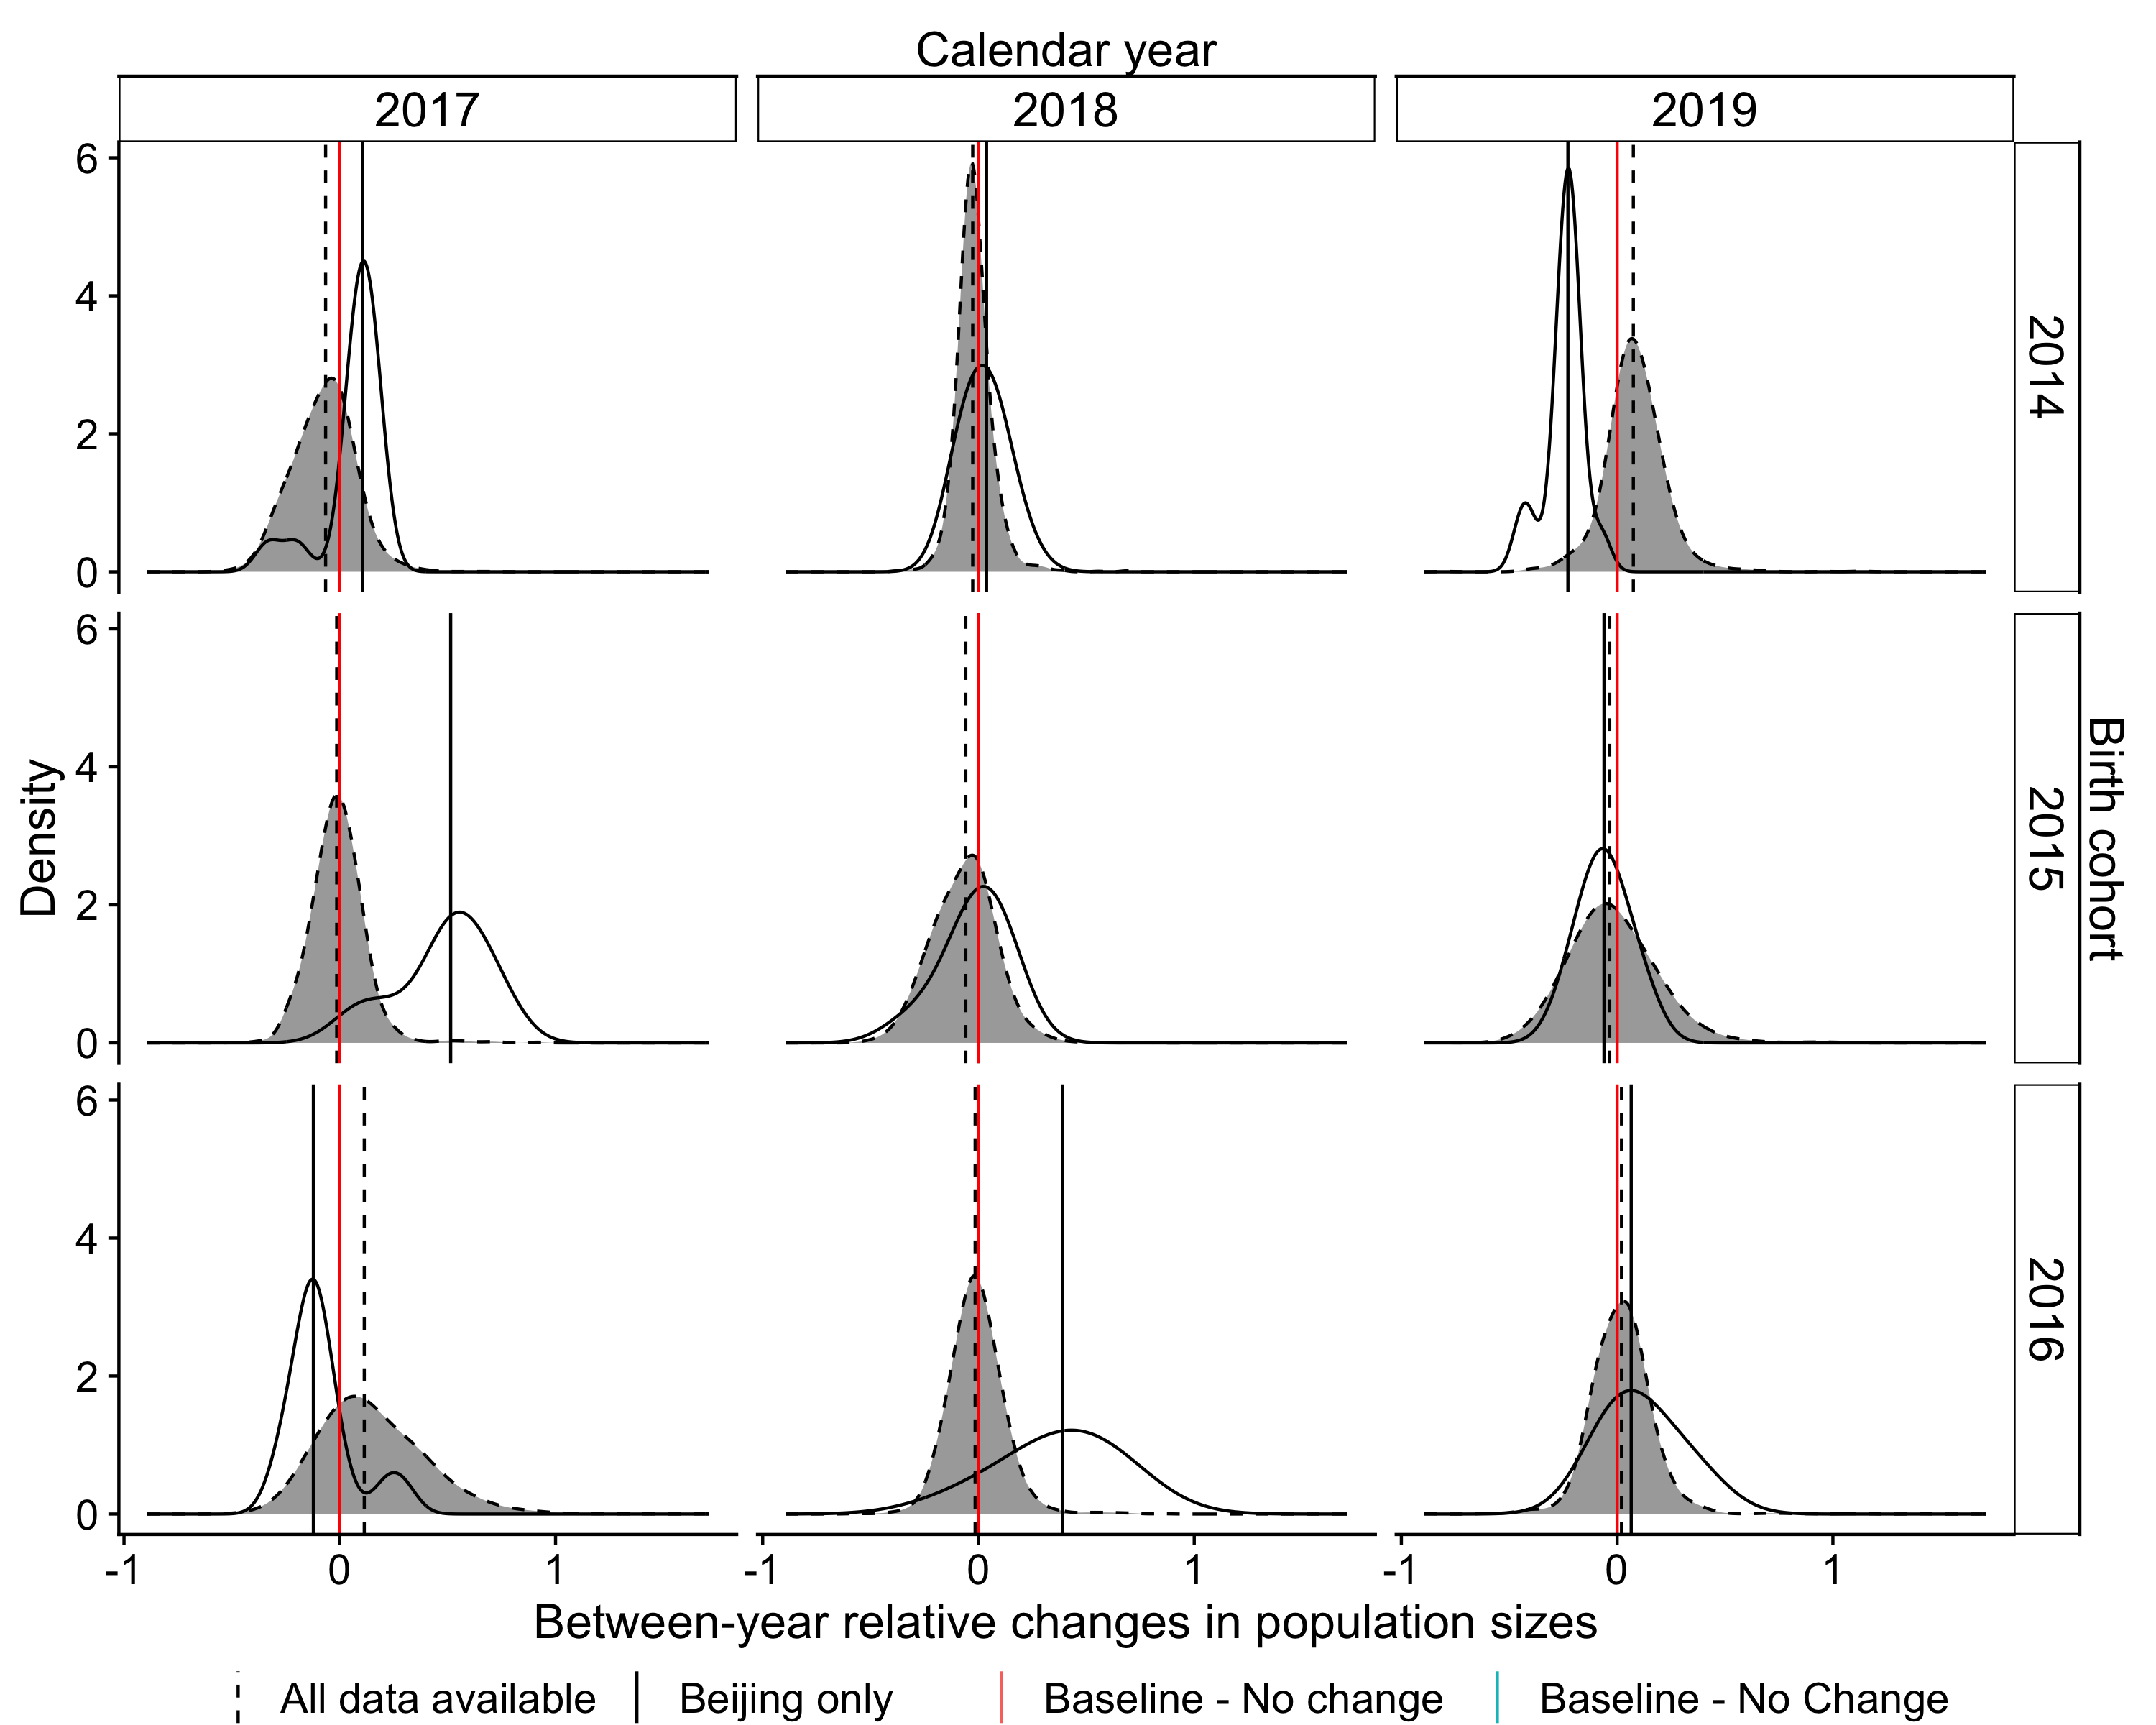 Calendar year
2017 2018 2019
6
4
2
0
2014
6
4
2
0
2015
6
4
2
0
2016
Density
Birth cohort
-1 0 1 -1 0 1 -1 0 1
Between-year relative changes in population sizes
All data available Beijing only Baseline - No change Baseline - No Change